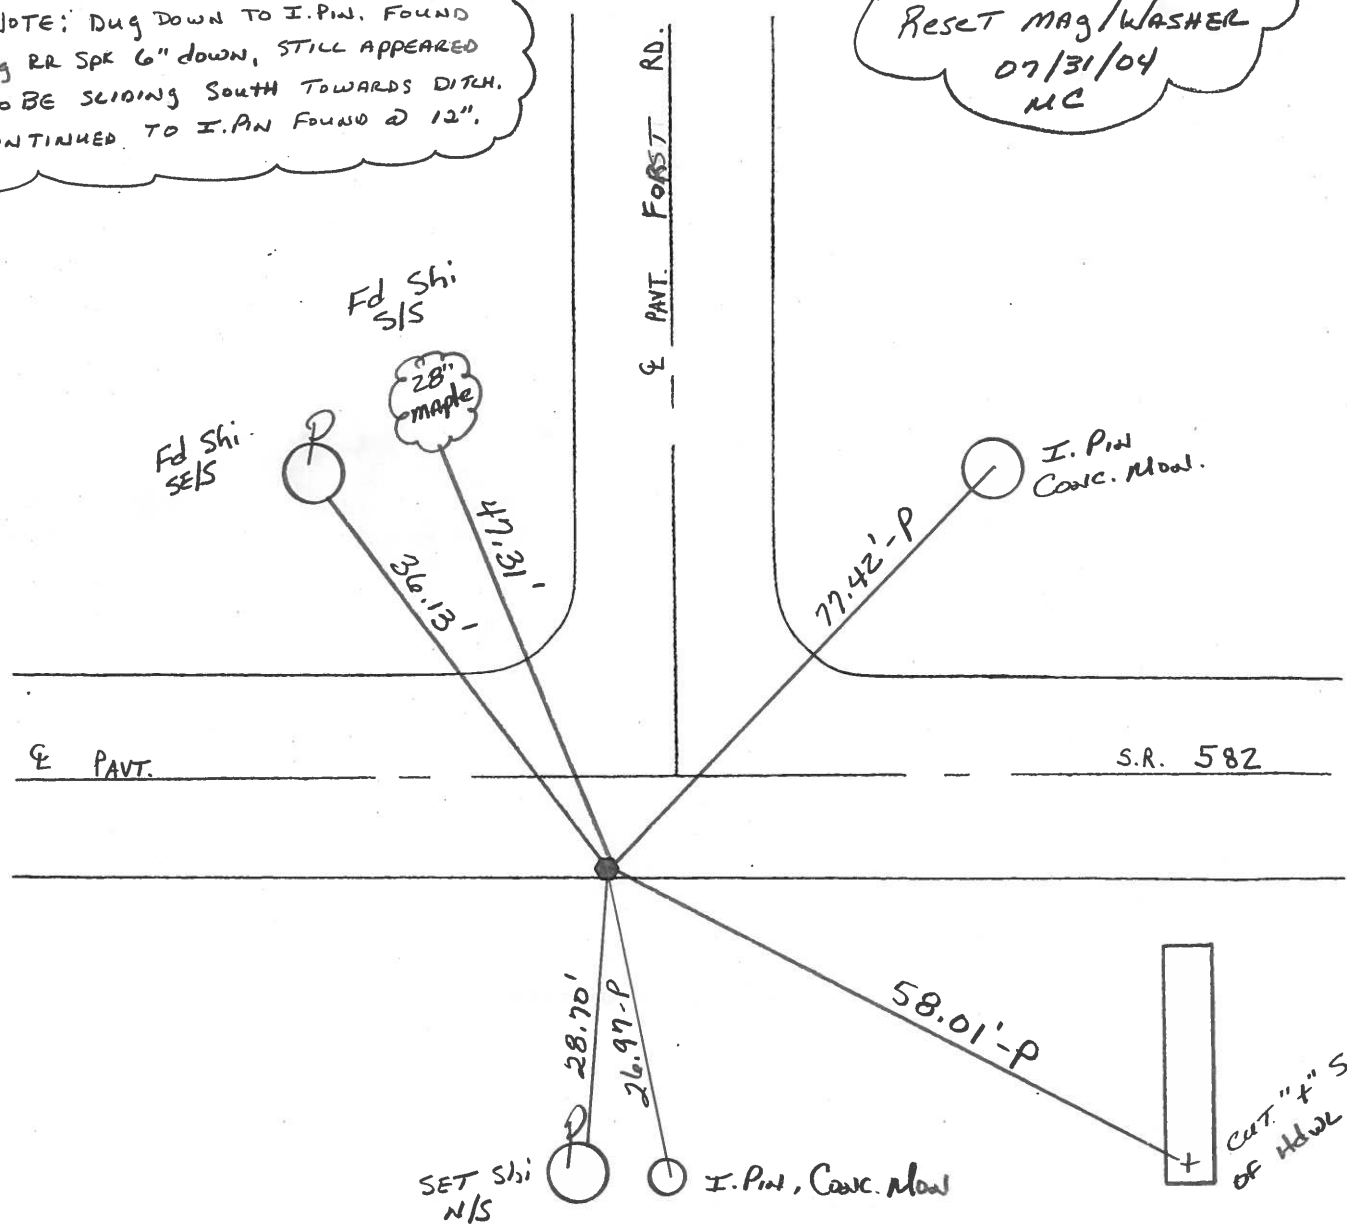 NOTE: Dug Down To I.Pin. Found
RR Spk 6" down, STILL APPEARED
TO BE SLIDING SOUTH TOWARDS DITCH.
CONTINUED TO I.PIN FOUND @ 12".
Reset MAg/WASHER
07/31/04
MC
℄ PAVT. FORST RD.
Fd Shi
S/S
28"
MAple
Fd Shi
SE/S
P
I. Pin
Conc. Mon.
36.13'
47.31'
77.42'-P
℄ PAVT.
S.R. 582
28.70'
26.97-P
58.01'-P
P
SET Shi
N/S
I.Pin, Conc. Mon
CUT "+" S
OF Hdwl